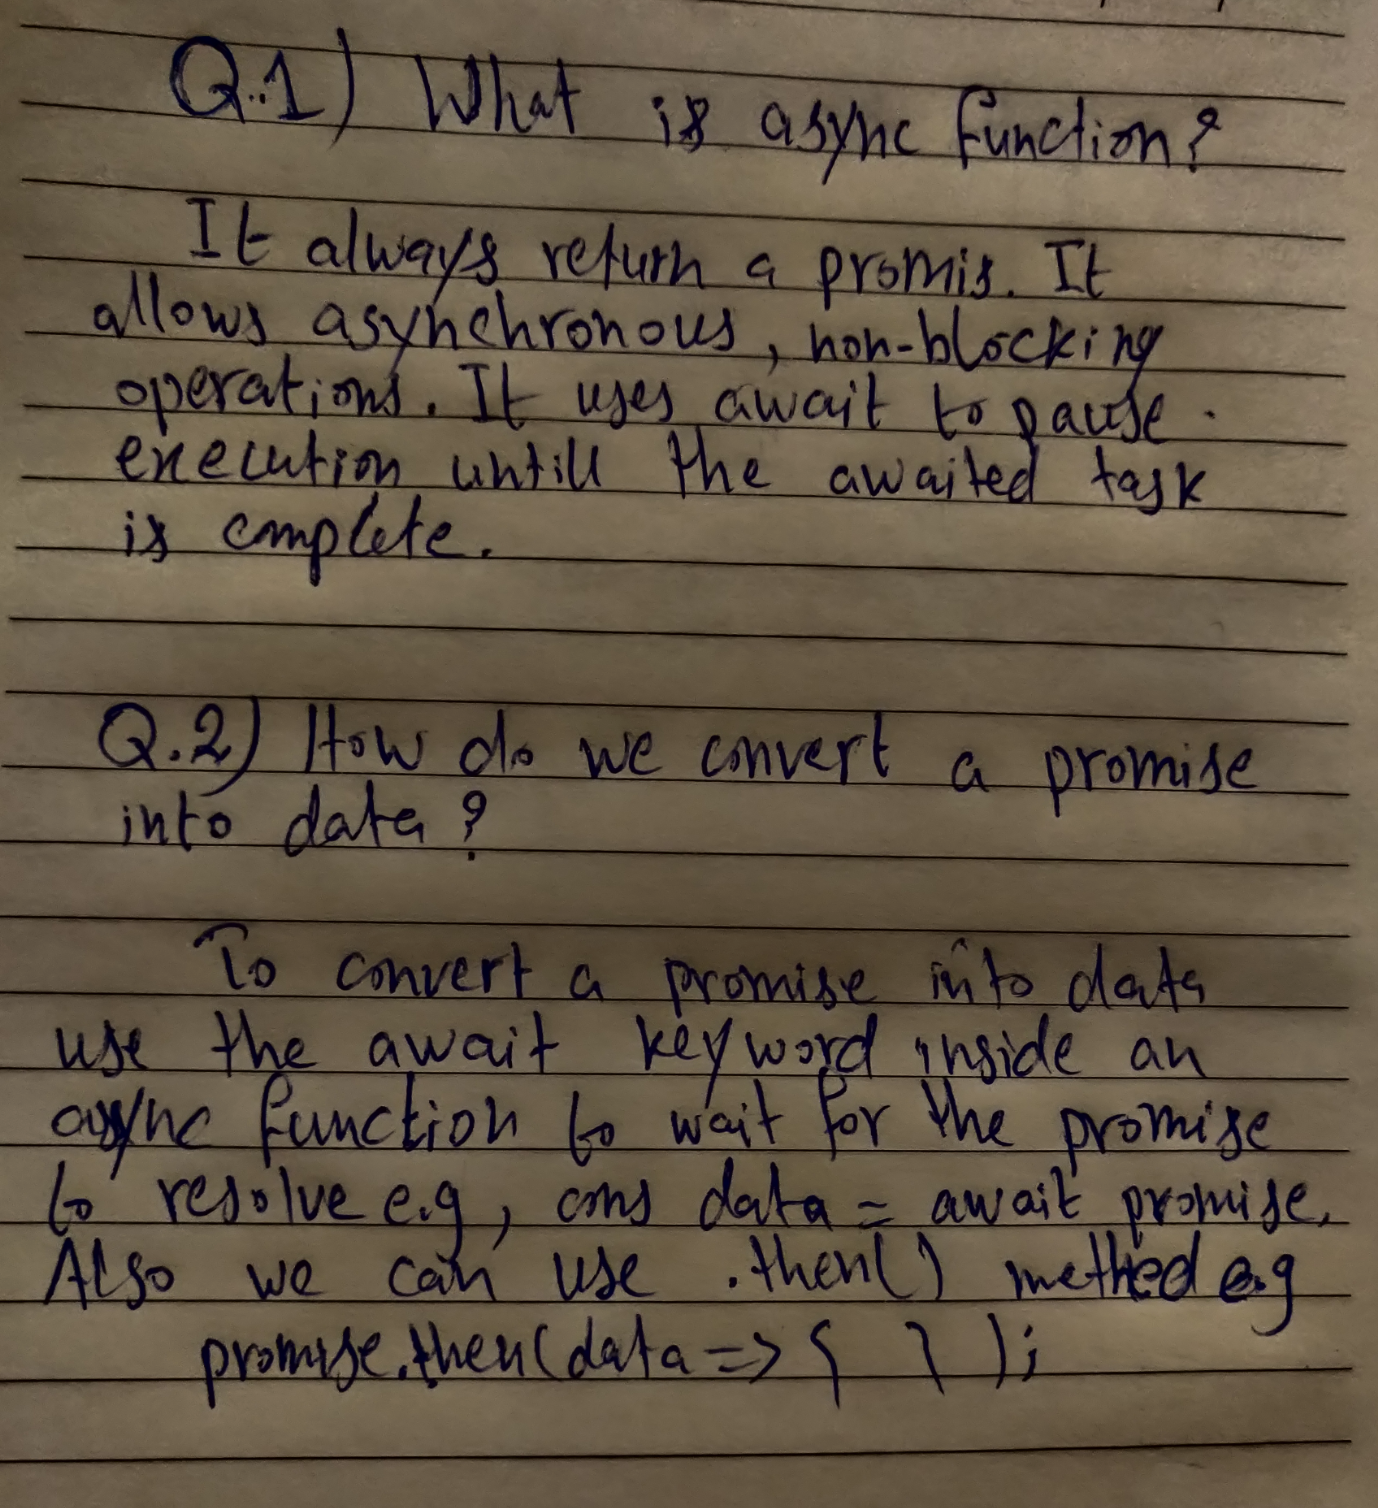 Q.1) What is async function?
It always return a promis. It
allows asynchronous, non-blocking
operations. It uses await to pause
execution untill the awaited task
is complete.
Q.2) How do we convert a promise
into data?
To convert a promise into data
use the await keyword inside an
async function to wait for the promise
to resolve e.g, cons data = await promise.
Also we can use .then() method e.g
promise.then(data => { } );